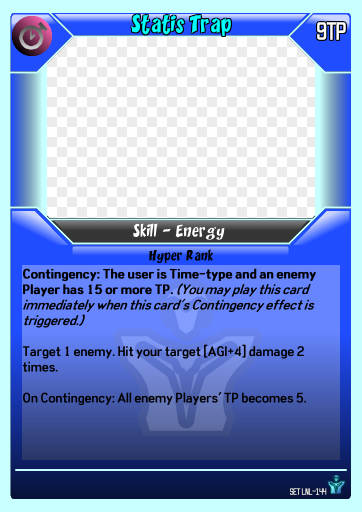 Statis Trap
9TP
Skill - Energy
Hyper Rank
Contingency: The user is Time-type and an enemy
Player has 15 or more TP. (You may play this card
immediately when this card's Contingency effect is
triggered.)
Target 1 enemy. Hit your target [AGI+4] damage 2
times.
On Contingency: All enemy Players' TP becomes 5.
SET LNL-144